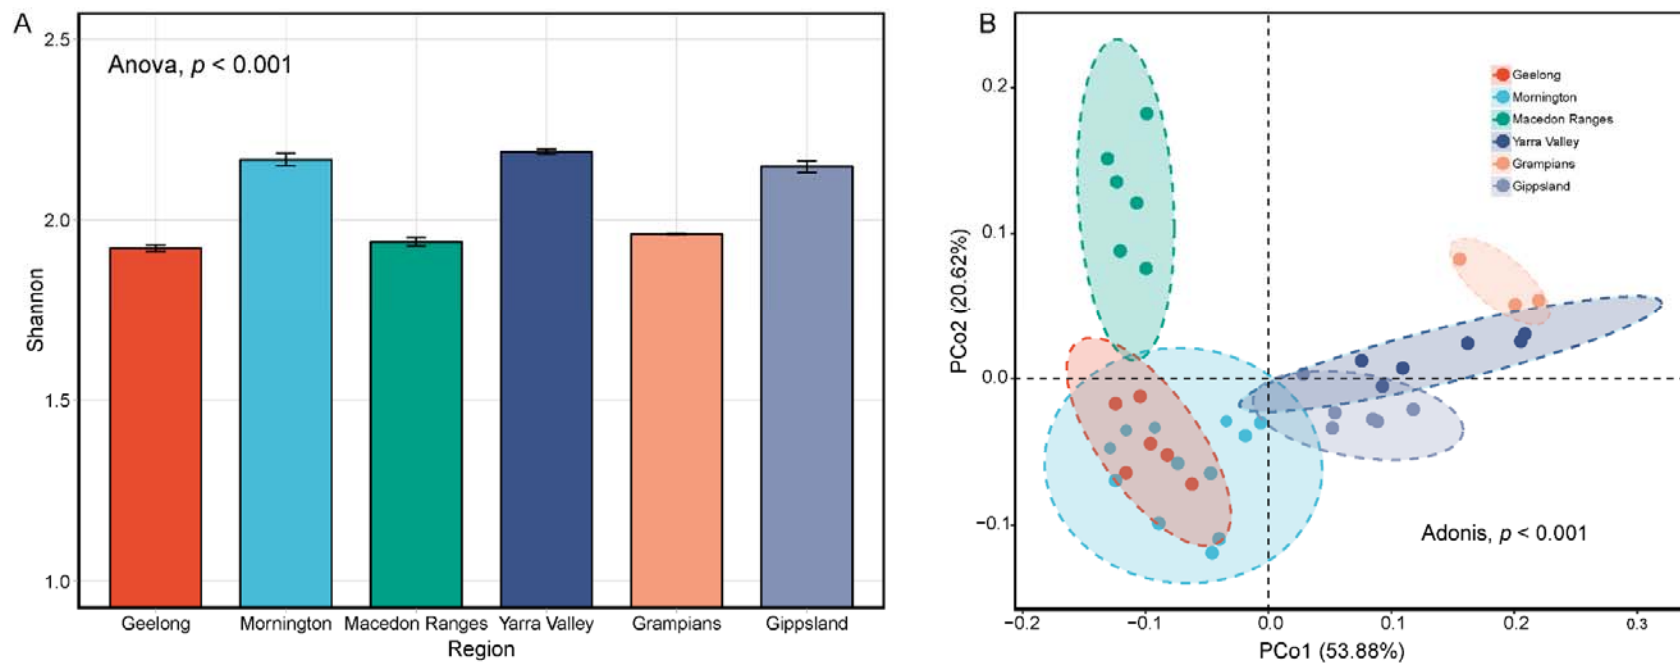 A
Anova, p < 0.001
Shannon
2.5
2.0
1.5
1.0
Geelong
Mornington
Macedon Ranges
Yarra Valley
Grampians
Gippsland
Region
B
Geelong
Mornington
Macedon Ranges
Yarra Valley
Grampians
Gippsland
PCo2 (20.62%)
0.2
0.1
0.0
−0.1
Adonis, p < 0.001
−0.2
−0.1
0.0
0.1
0.2
0.3
PCo1 (53.88%)